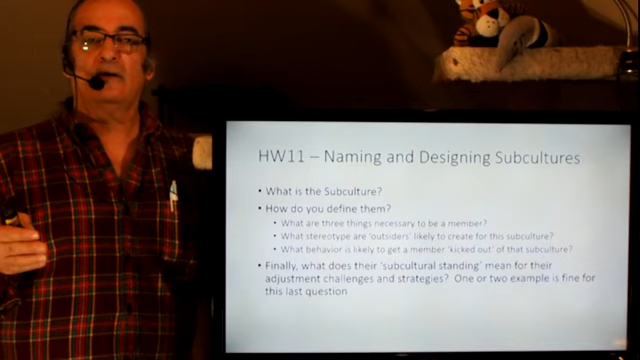 HW11 – Naming and Designing Subcultures
• What is the Subculture?
• How do you define them?
• What are three things necessary to be a member?
• What stereotype are 'outsiders' likely to create for this subculture?
• What behavior is likely to get a member 'kicked out' of that subculture?
• Finally, what does their 'subcultural standing' mean for their
adjustment challenges and strategies? One or two example is fine for
this last question